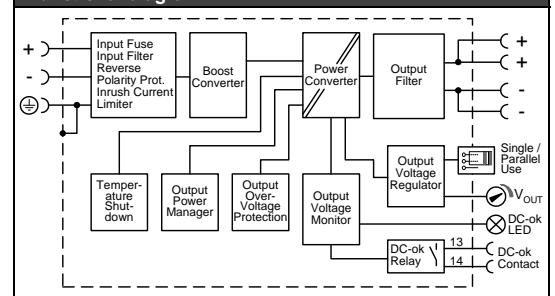 +
-
Input Fuse
Input Filter
Reverse
Polarity Prot.
Inrush Current
Limiter
Boost
Converter
Power
Converter
Output
Filter
+
+
-
-
Temper-
ature
Shut-
down
Output
Power
Manager
Output
Over-
Voltage
Protection
Output
Voltage
Monitor
Output
Voltage
Regulator
Single /
Parallel
Use
VOUT
DC-ok
LED
DC-ok
Relay
13
14
DC-ok
Contact